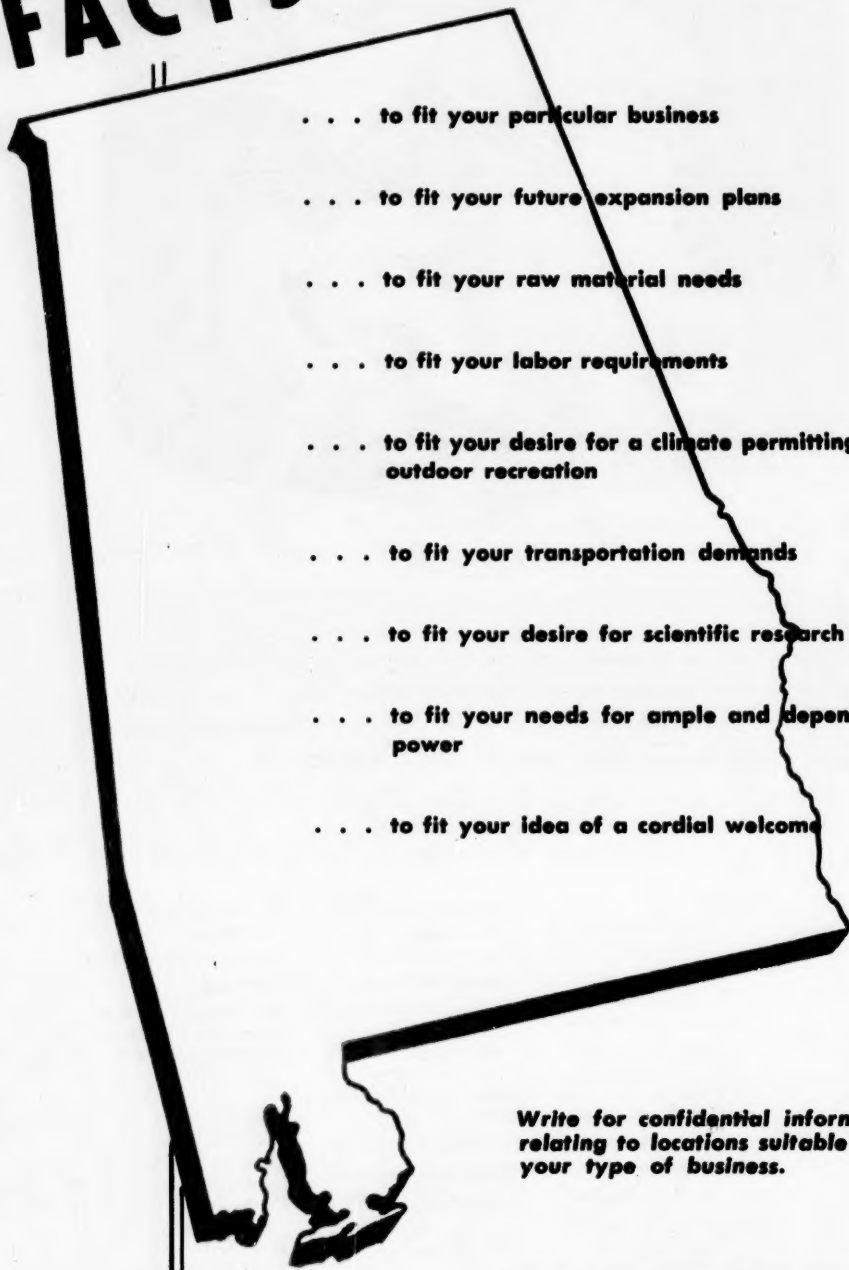 FACTS
. . . to fit your particular business
. . . to fit your future expansion plans
. . . to fit your raw material needs
. . . to fit your labor requirements
. . . to fit your desire for a climate permitting
outdoor recreation
. . . to fit your transportation demands
. . . to fit your desire for scientific research
. . . to fit your needs for ample and
power
. . . to fit your idea of a cordial welcome
Write for confidential
relating to locations suitable
your type of business.